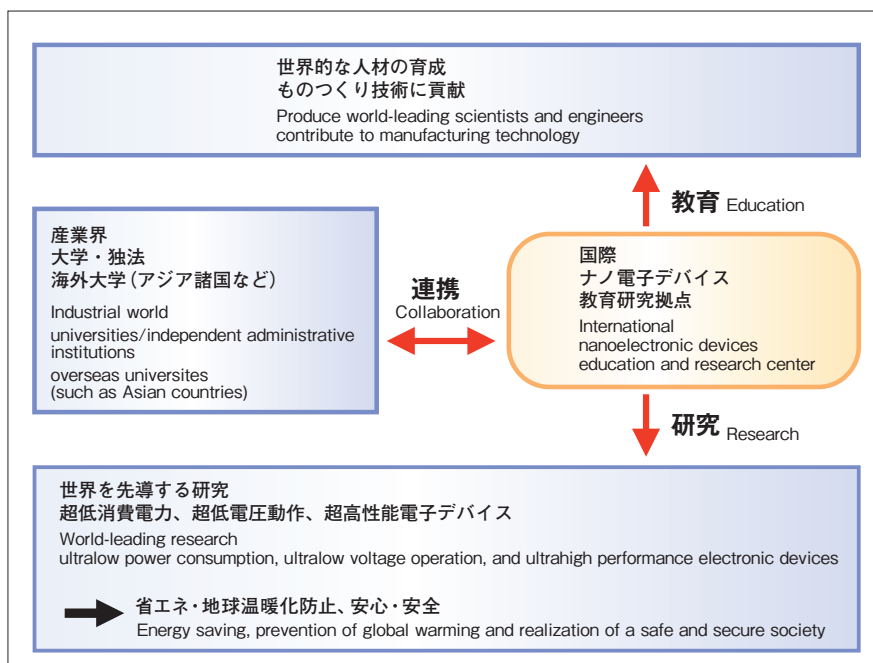 世界的な人材の育成
ものつくり技術に貢献
Produce world-leading scientists and engineers
contribute to manufacturing technology
教育 Education
産業界
大学・独法
海外大学(アジア諸国など)
Industrial world
universities/independent administrative
institutions
overseas universites
(such as Asian countries)
連携
Collaboration
国際
ナノ電子デバイス
教育研究拠点
International
nanoelectronic devices
education and research center
研究 Research
世界を先導する研究
超低消費電力、超低電圧動作、超高性能電子デバイス
World-leading research
ultralow power consumption, ultralow voltage operation, and ultrahigh performance electronic devices
省エネ・地球温暖化防止、安心・安全
Energy saving, prevention of global warming and realization of a safe and secure society